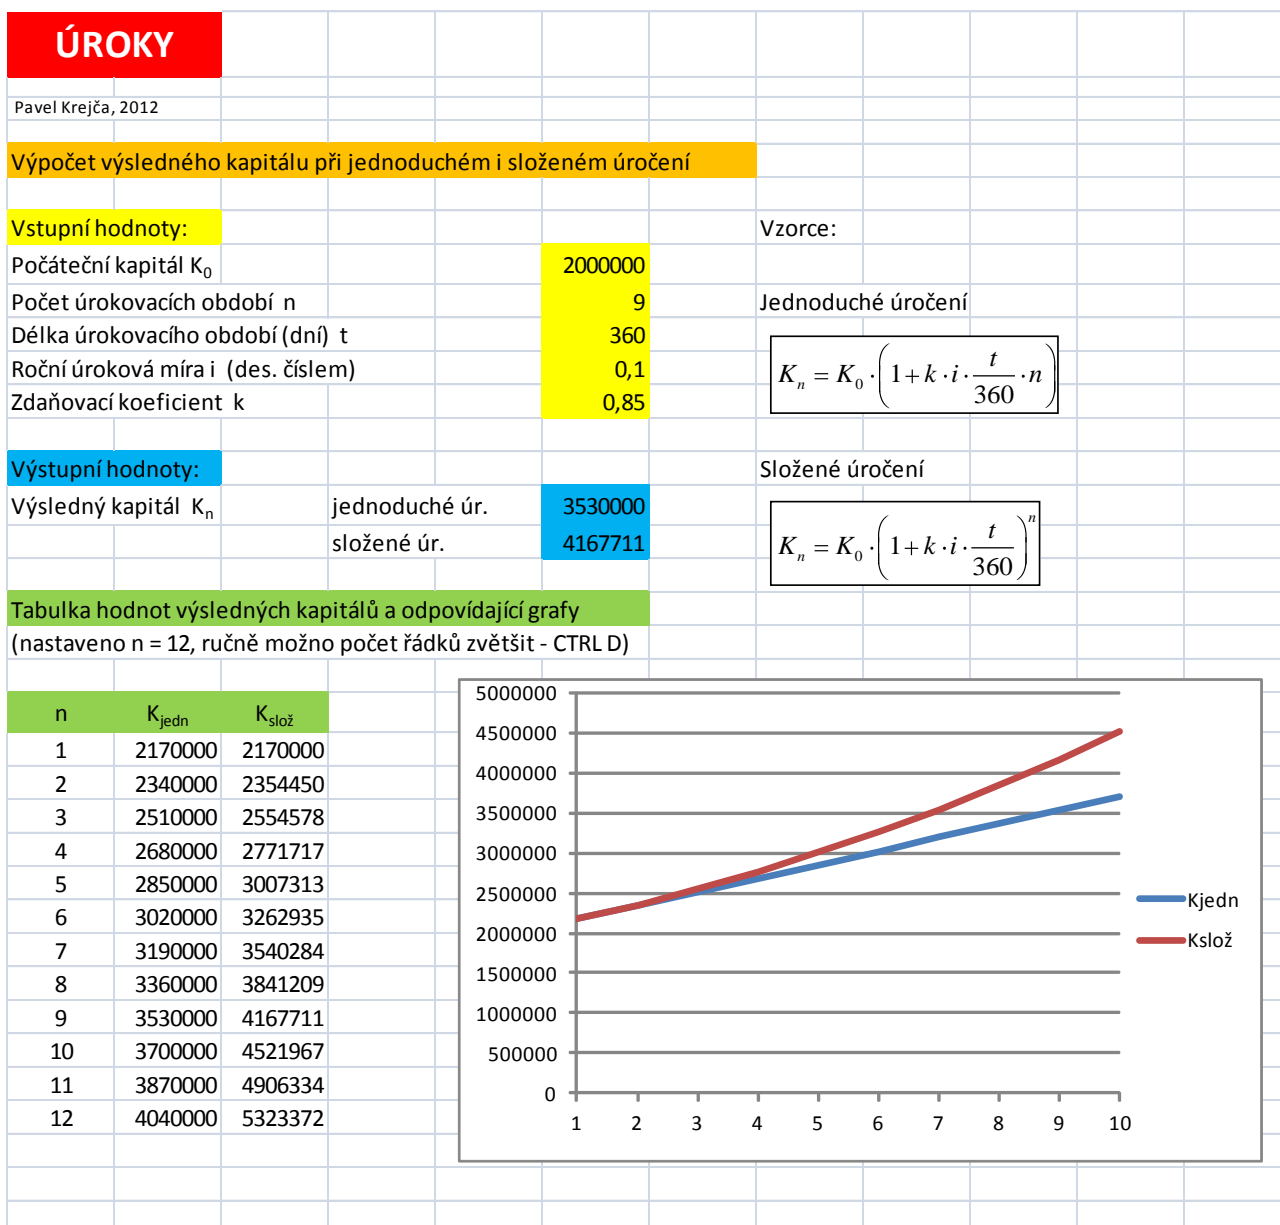 ÚROKY
Pavel Krejča, 2012
Výpočet výsledného kapitálu při jednoduchém i složeném úročení
Vstupní hodnoty:
Vzorce:
Počáteční kapitál K₀ 2000000
Počet úrokovacích období n 9
Jednoduché úročení
Délka úrokovacího období (dní) t 360
Roční úroková míra i (des. číslem) 0,1
Zdaňovací koeficient k 0,85
Kₙ = K₀ · (1 + k · i · t/360 · n)
Výstupní hodnoty:
Složené úročení
Výsledný kapitál Kₙ jednoduché úr. 3530000
složené úr. 4167711
Kₙ = K₀ · (1 + k · i · t/360)ⁿ
Tabulka hodnot výsledných kapitálů a odpovídající grafy
(nastaveno n = 12, ručně možno počet řádků zvětšit - CTRL D)
n Kjedn Kslož
1 2170000 2170000
2 2340000 2354450
3 2510000 2554578
4 2680000 2771717
5 2850000 3007313
6 3020000 3262935
7 3190000 3540284
8 3360000 3841209
9 3530000 4167711
10 3700000 4521967
11 3870000 4906334
12 4040000 5323372
5000000
4500000
4000000
3500000
3000000
2500000
2000000
1500000
1000000
500000
0
1 2 3 4 5 6 7 8 9 10
Kjedn
Kslož